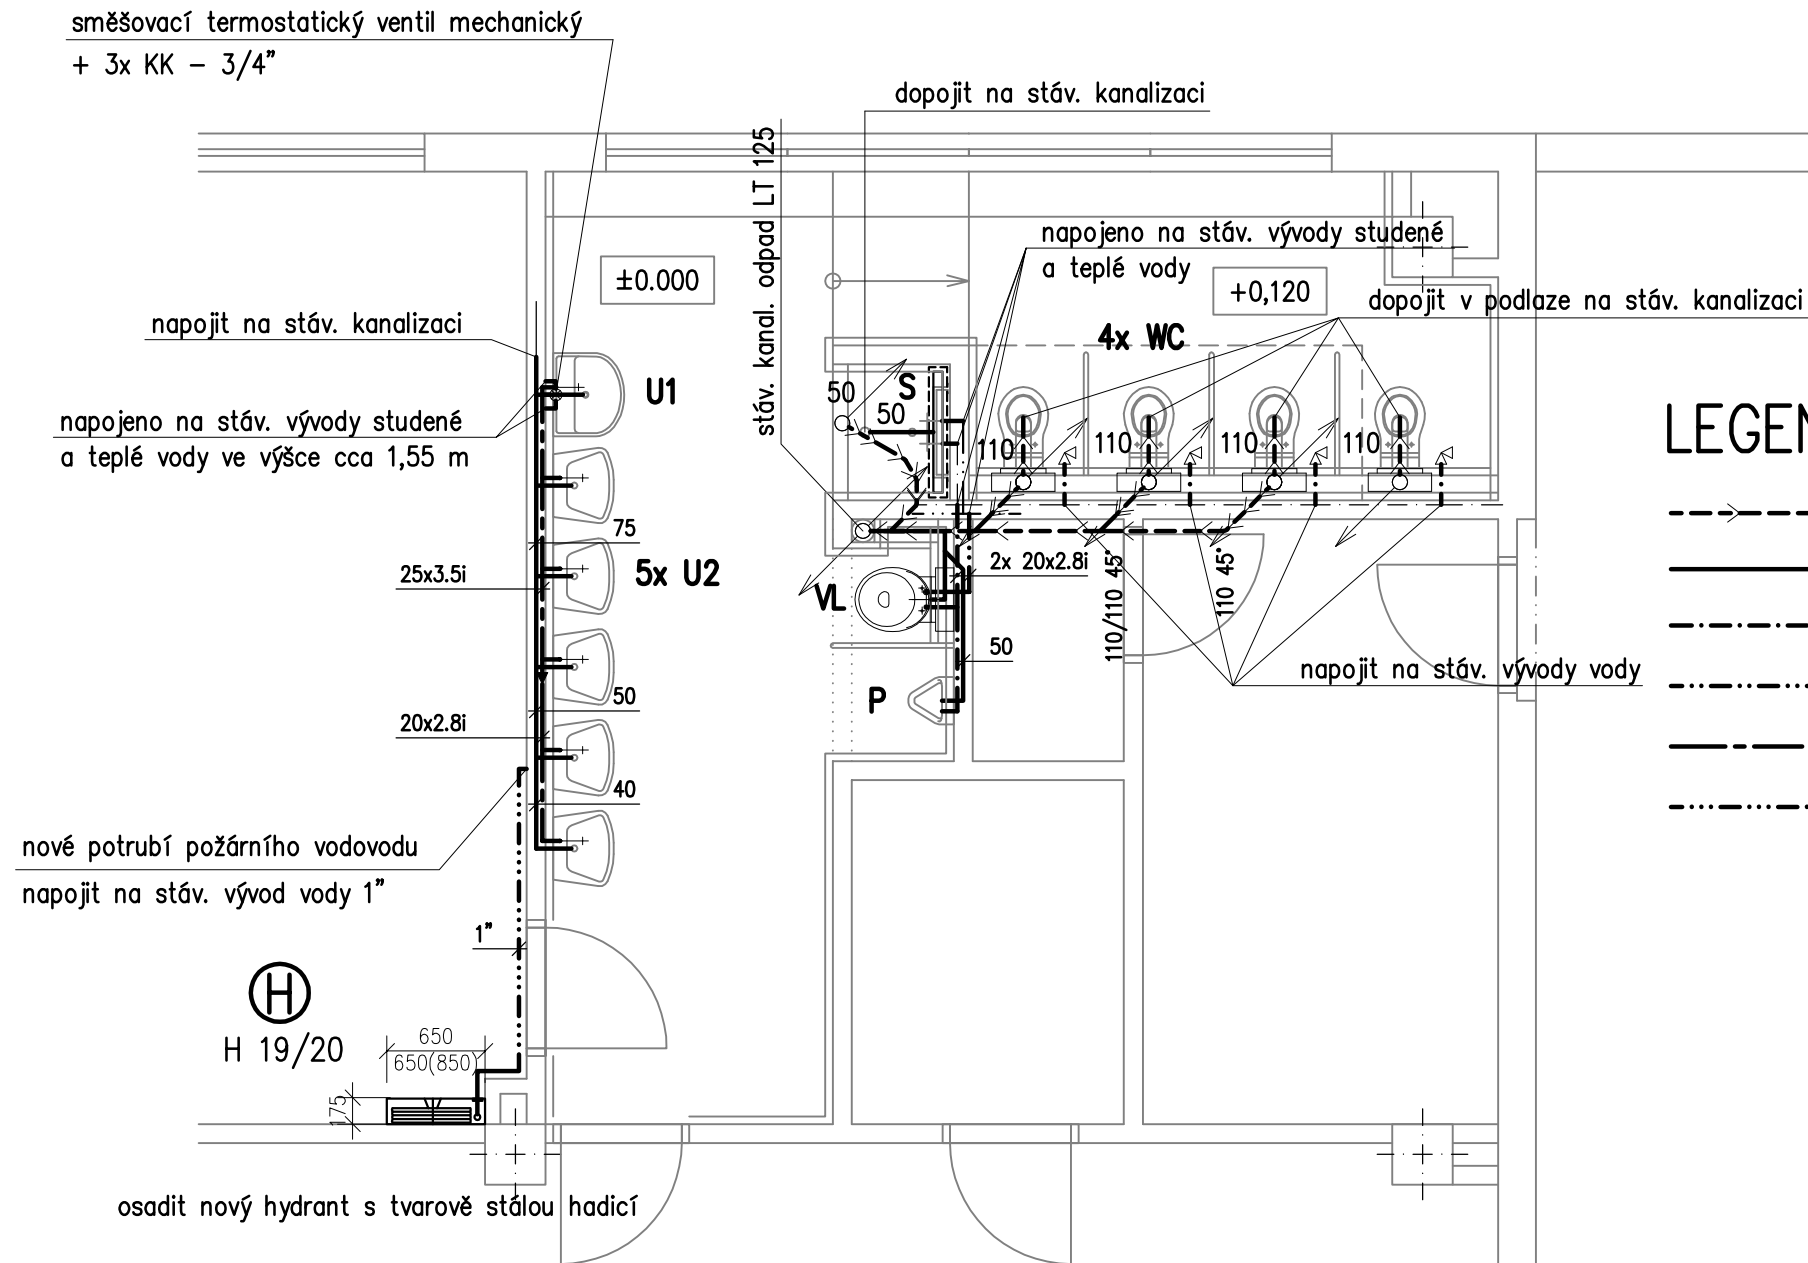 směšovací termostatický ventil mechanický
+ 3x KK - 3/4"
dopojit na stáv. kanalizaci
stáv. kanal. odpad LT 125
napojeno na stáv. vývody studené
a teplé vody
±0.000
+0,120
dopojit v podlaze na stáv. kanalizaci
napojit na stáv. kanalizaci
4x WC
U1
50
S
50
napojeno na stáv. vývody studené
a teplé vody ve výšce cca 1,55 m
110
110
110
110
LEGEN
75
25x3.5i
5x U2
2x 20x2.8i
VL
110/110 45°
110 45°
50
napojit na stáv. vývody vody
P
50
20x2.8i
40
nové potrubí požárního vodovodu
napojit na stáv. vývod vody 1"
1"
H
H 19/20
650
650(850)
175
osadit nový hydrant s tvarově stálou hadicí